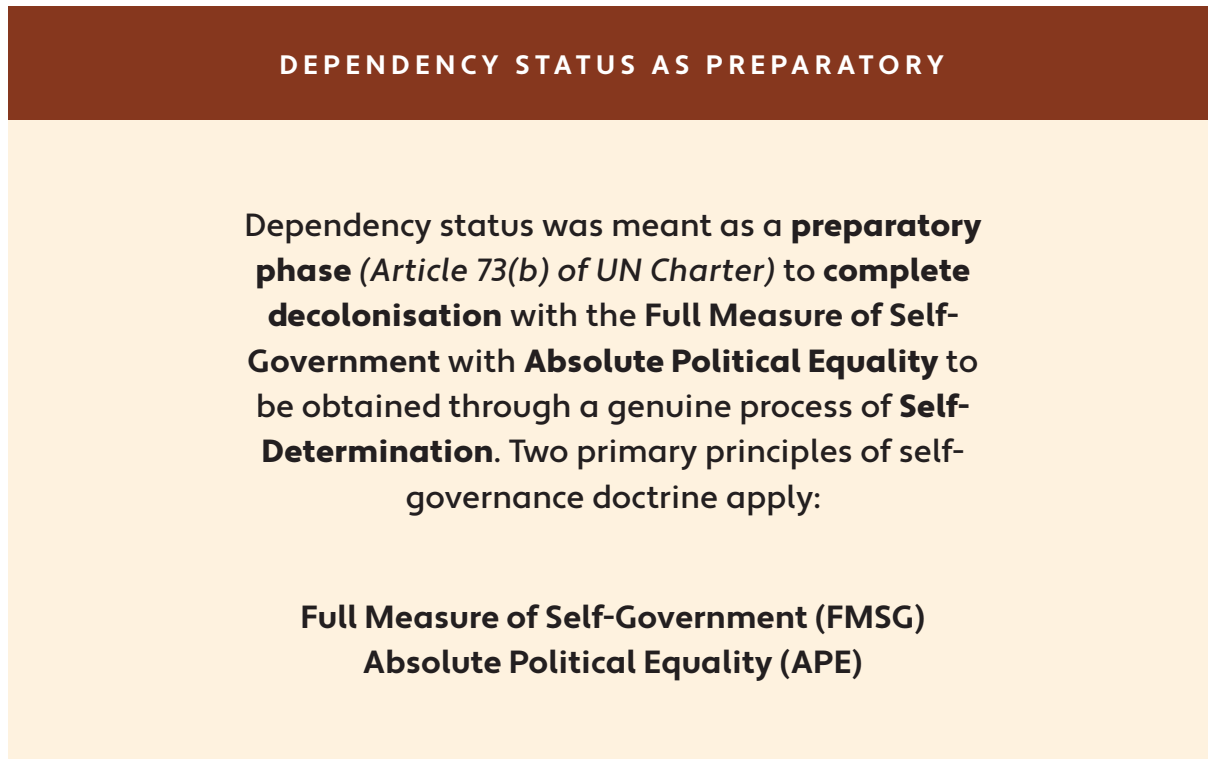 DEPENDENCY STATUS AS PREPARATORY
Dependency status was meant as a preparatory
phase (Article 73(b) of UN Charter) to complete
decolonisation with the Full Measure of Self-
Government with Absolute Political Equality to
be obtained through a genuine process of Self-
Determination. Two primary principles of self-
governance doctrine apply:
Full Measure of Self-Government (FMSG)
Absolute Political Equality (APE)